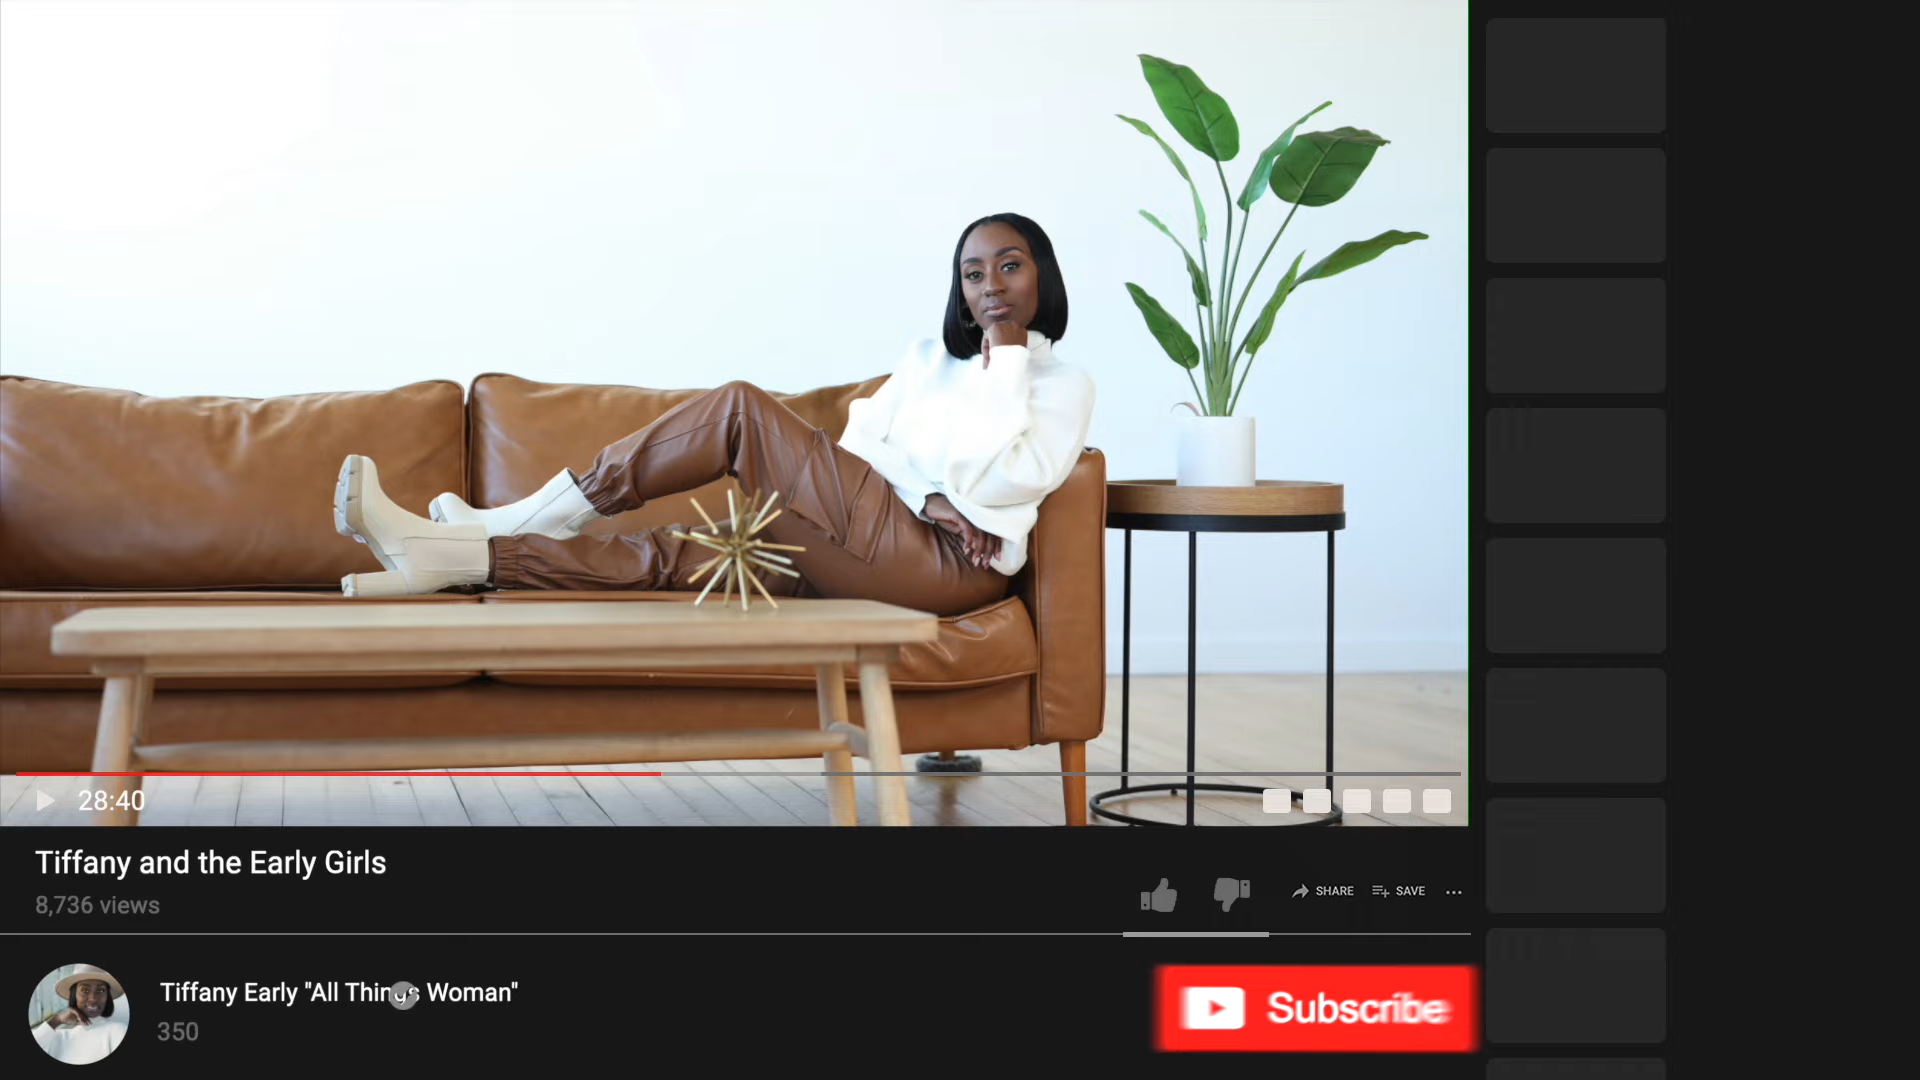 28:40
Tiffany and the Early Girls
8,736 views
SHARE
SAVE
Tiffany Early "All Things Woman"
350
Subscribe